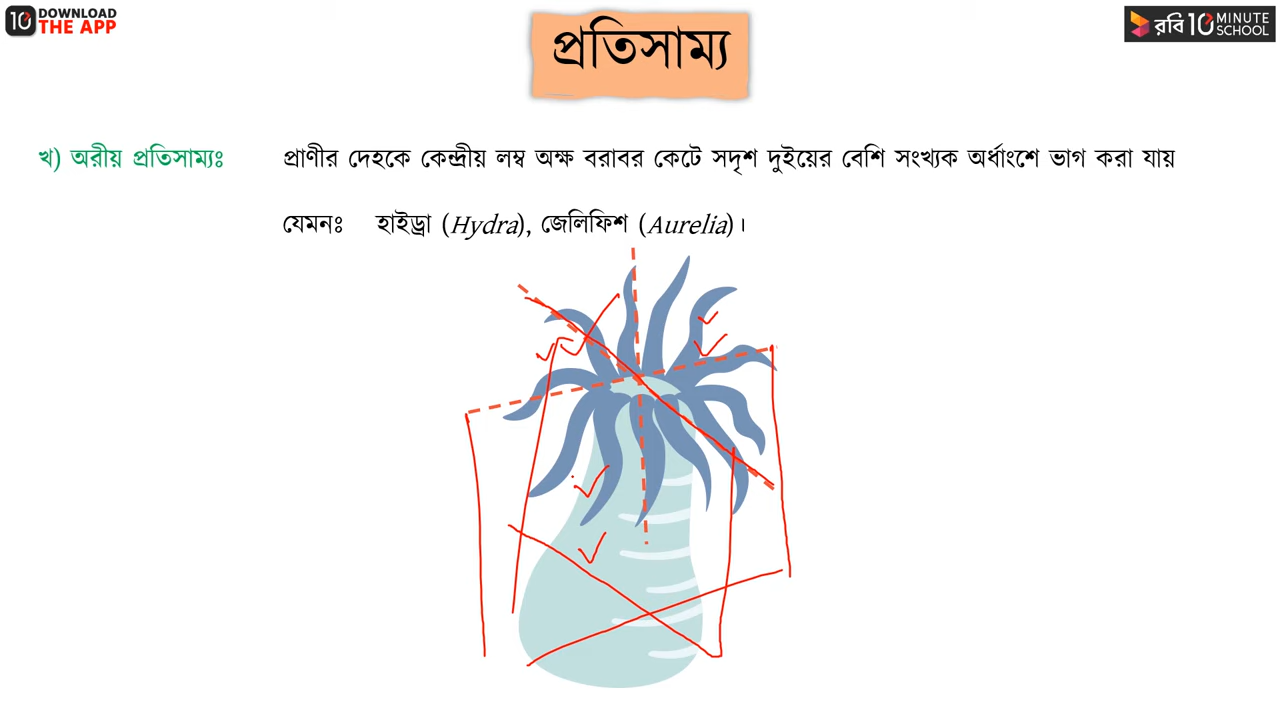 10 DOWNLOAD THE APP
রবি 10 MINUTE SCHOOL
প্রতিসাম্য
খ) অরীয় প্রতিসাম্যঃ প্রাণীর দেহকে কেন্দ্রীয় লম্ব অক্ষ বরাবর কেটে সদৃশ দুইয়ের বেশি সংখ্যক অর্ধাংশে ভাগ করা যায়
যেমনঃ হাইড্রা (Hydra), জেলিফিশ (Aurelia)।